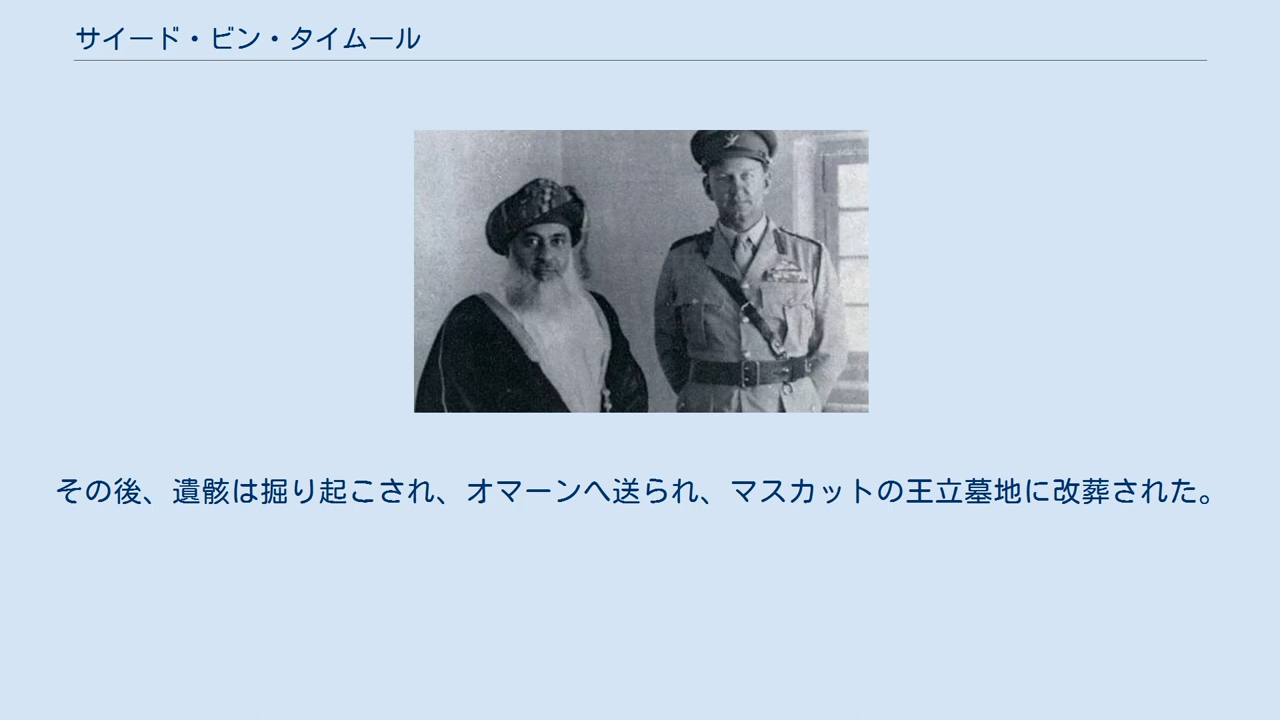 サイード・ビン・タイムール
その後、遺骸は掘り起こされ、オマーンへ送られ、マスカットの王立墓地に改葬された。